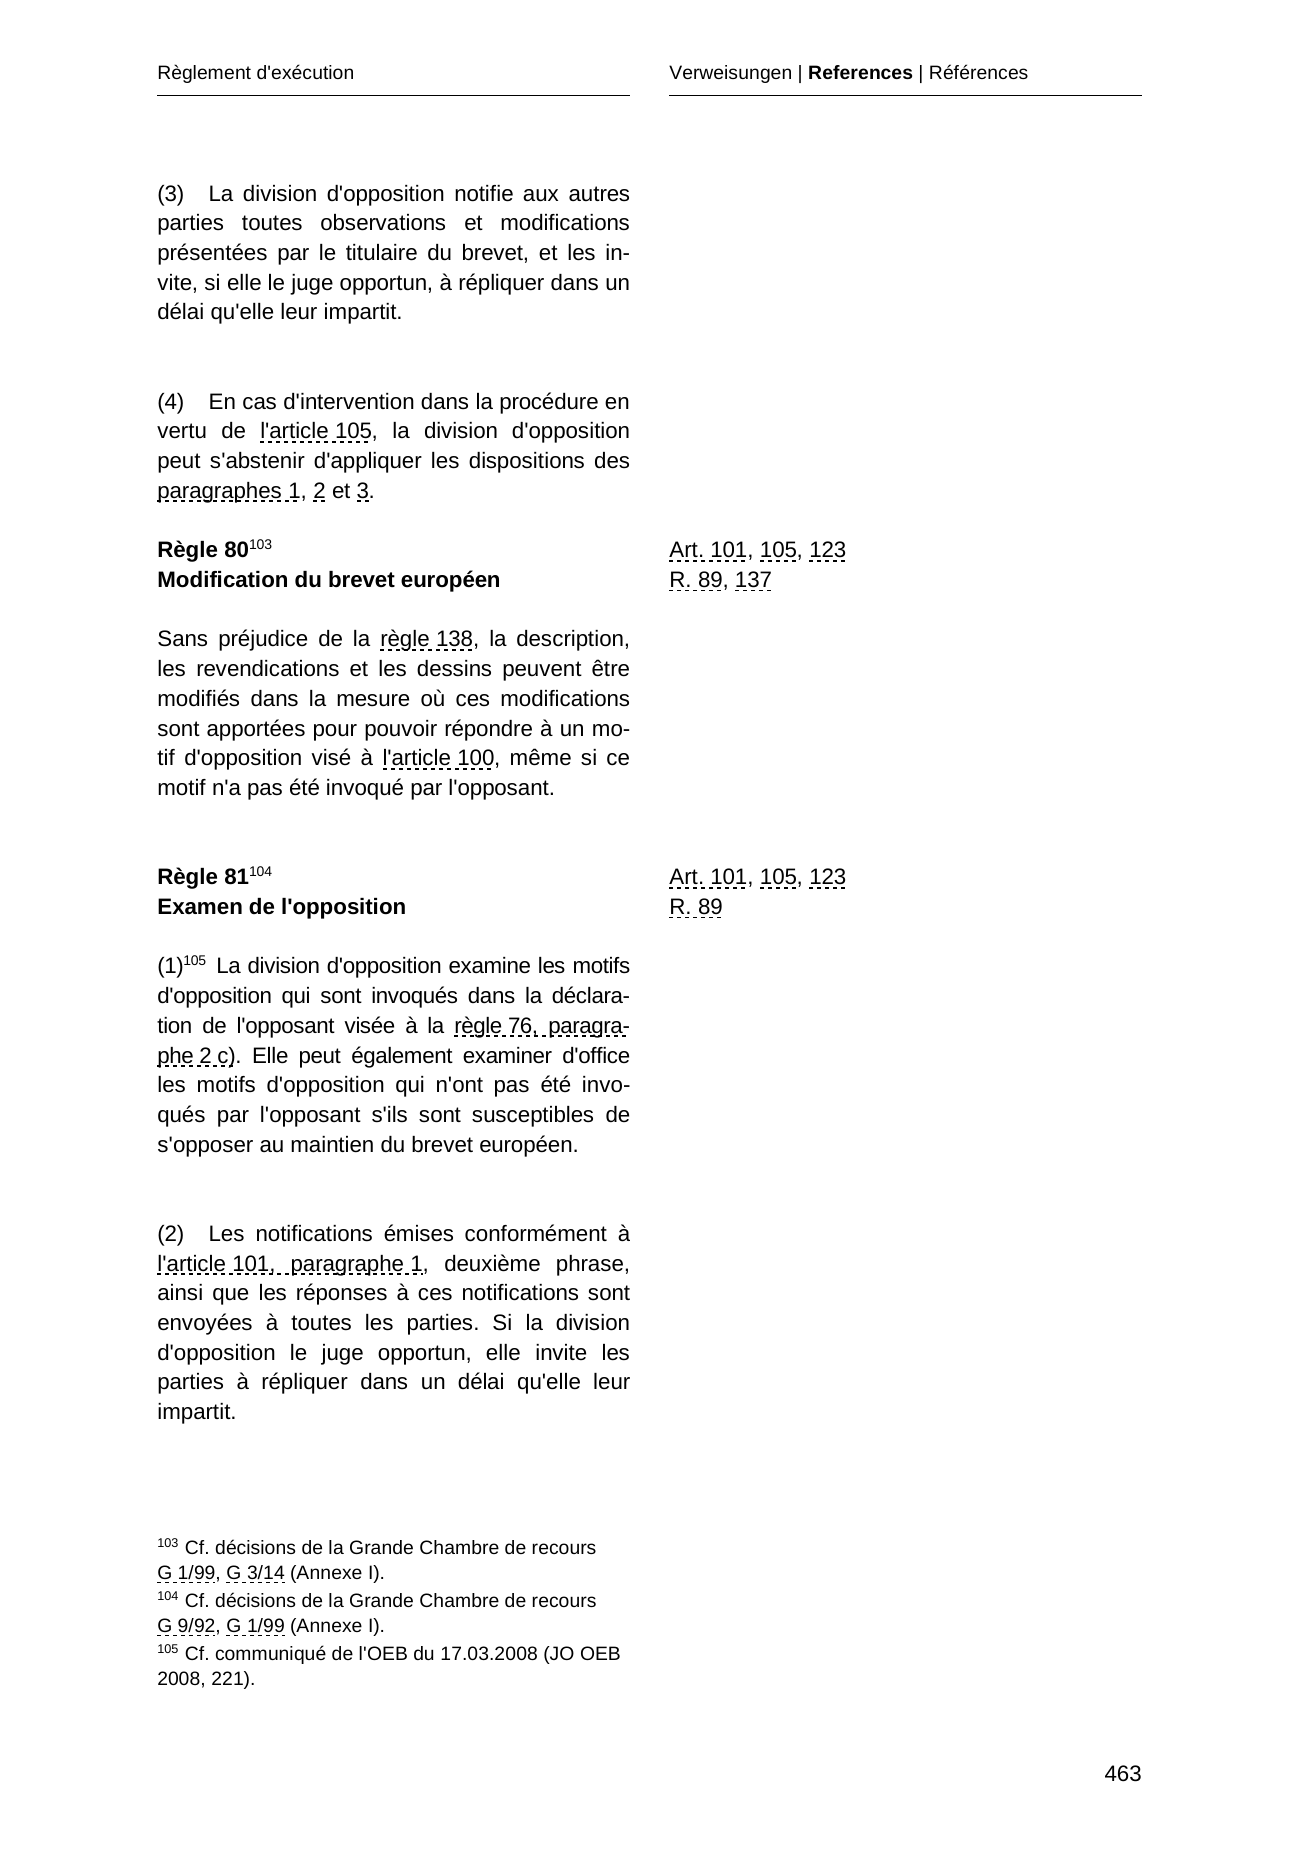 Règlement d'exécution
Verweisungen | References | Références
(3) La division d'opposition notifie aux autres
parties toutes observations et modifications
présentées par le titulaire du brevet, et les in-
vite, si elle le juge opportun, à répliquer dans un
délai qu'elle leur impartit.
(4) En cas d'intervention dans la procédure en
vertu de l'article 105, la division d'opposition
peut s'abstenir d'appliquer les dispositions des
paragraphes 1, 2 et 3.
Règle 80103
Modification du brevet européen
Art. 101, 105, 123
R. 89, 137
Sans préjudice de la règle 138, la description,
les revendications et les dessins peuvent être
modifiés dans la mesure où ces modifications
sont apportées pour pouvoir répondre à un mo-
tif d'opposition visé à l'article 100, même si ce
motif n'a pas été invoqué par l'opposant.
Règle 81104
Examen de l'opposition
Art. 101, 105, 123
R. 89
(1)105 La division d'opposition examine les motifs
d'opposition qui sont invoqués dans la déclara-
tion de l'opposant visée à la règle 76, paragra-
phe 2 c). Elle peut également examiner d'office
les motifs d'opposition qui n'ont pas été invo-
qués par l'opposant s'ils sont susceptibles de
s'opposer au maintien du brevet européen.
(2) Les notifications émises conformément à
l'article 101, paragraphe 1, deuxième phrase,
ainsi que les réponses à ces notifications sont
envoyées à toutes les parties. Si la division
d'opposition le juge opportun, elle invite les
parties à répliquer dans un délai qu'elle leur
impartit.
103 Cf. décisions de la Grande Chambre de recours
G 1/99, G 3/14 (Annexe I).
104 Cf. décisions de la Grande Chambre de recours
G 9/92, G 1/99 (Annexe I).
105 Cf. communiqué de l'OEB du 17.03.2008 (JO OEB
2008, 221).
463